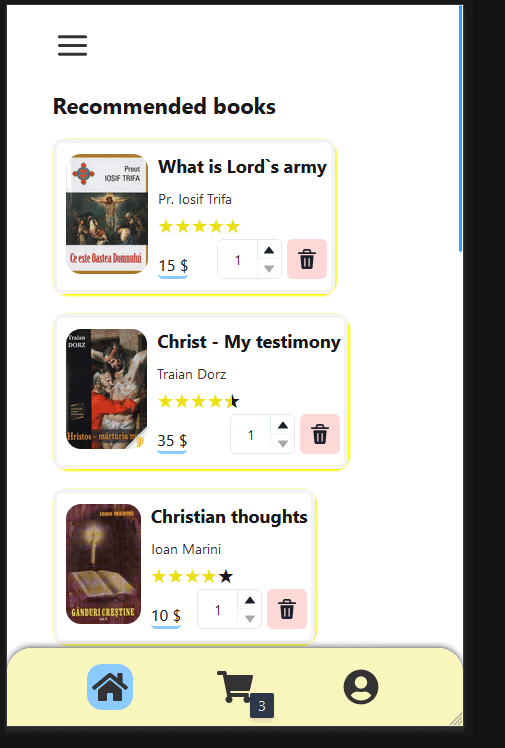 Recommended books
Preot
IOSIF TRIFA
Ce este Oastea Domnului
What is Lord`s army
Pr. Iosif Trifa
15 $
1
Traian
DORZ
Hristos - mărturia m
Christ - My testimony
Traian Dorz
35 $
1
IOAN MARINI
GÂNDURI CREȘTINE
Christian thoughts
Ioan Marini
10 $
1
3